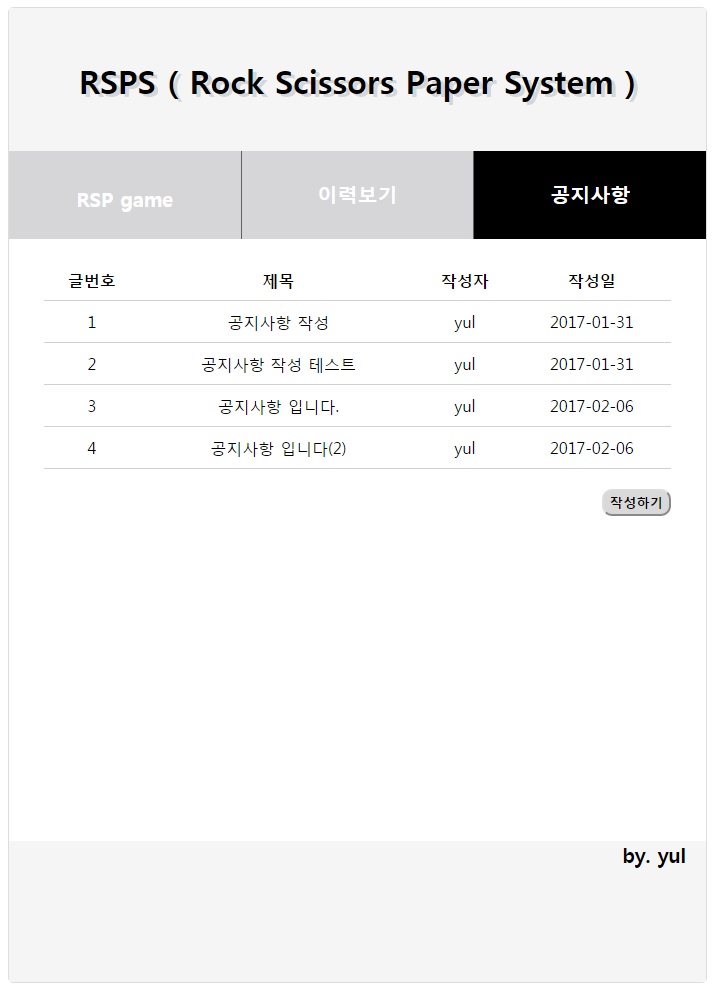 RSPS ( Rock Scissors Paper System )
RSP game 이력보기 공지사항
글번호 제목 작성자 작성일
1 공지사항 작성 yul 2017-01-31
2 공지사항 작성 테스트 yul 2017-01-31
3 공지사항 입니다. yul 2017-02-06
4 공지사항 입니다(2) yul 2017-02-06
작성하기
by. yul